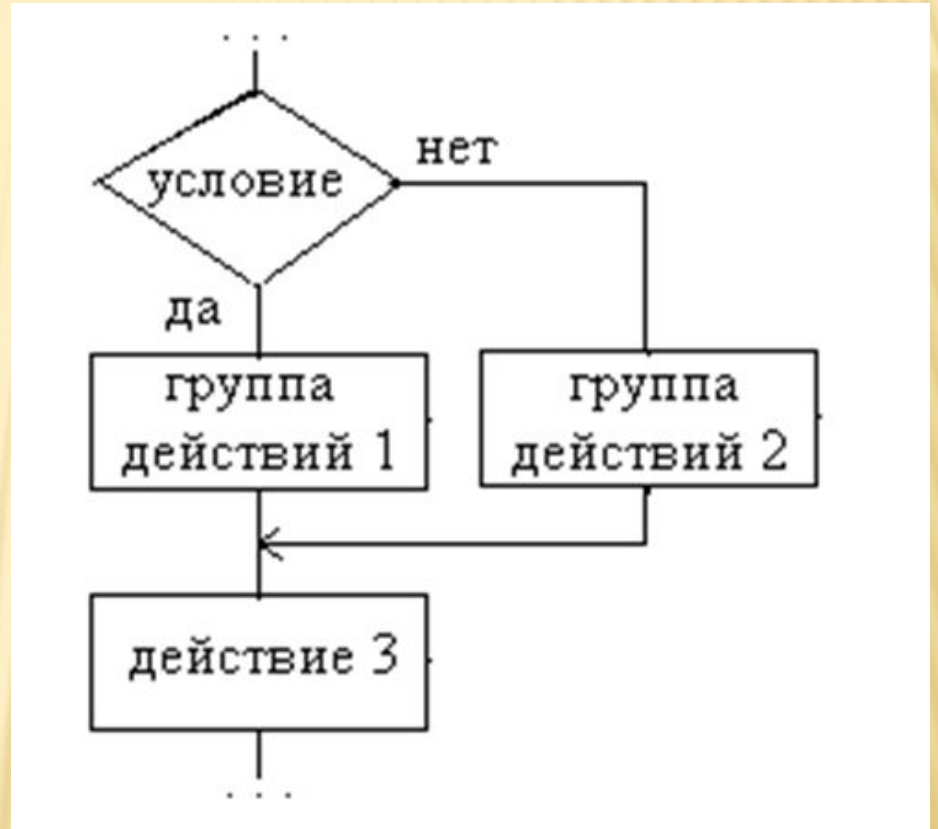 . . .
условие
нет
да
группа
действий 1
группа
действий 2
действие 3
. . .